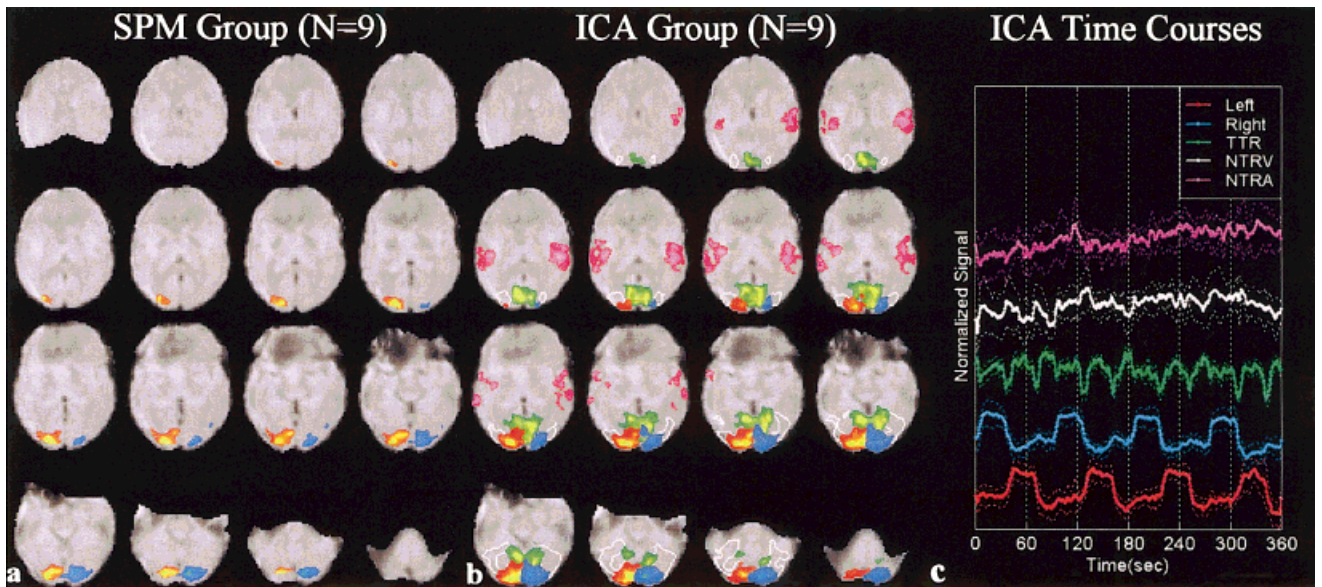 SPM Group (N=9)
ICA Group (N=9)
ICA Time Courses
Left
Right
TTR
NTRV
NTRA
Normalized Signal
0 60 120 180 240 300 360
Time(sec)
a
b
c